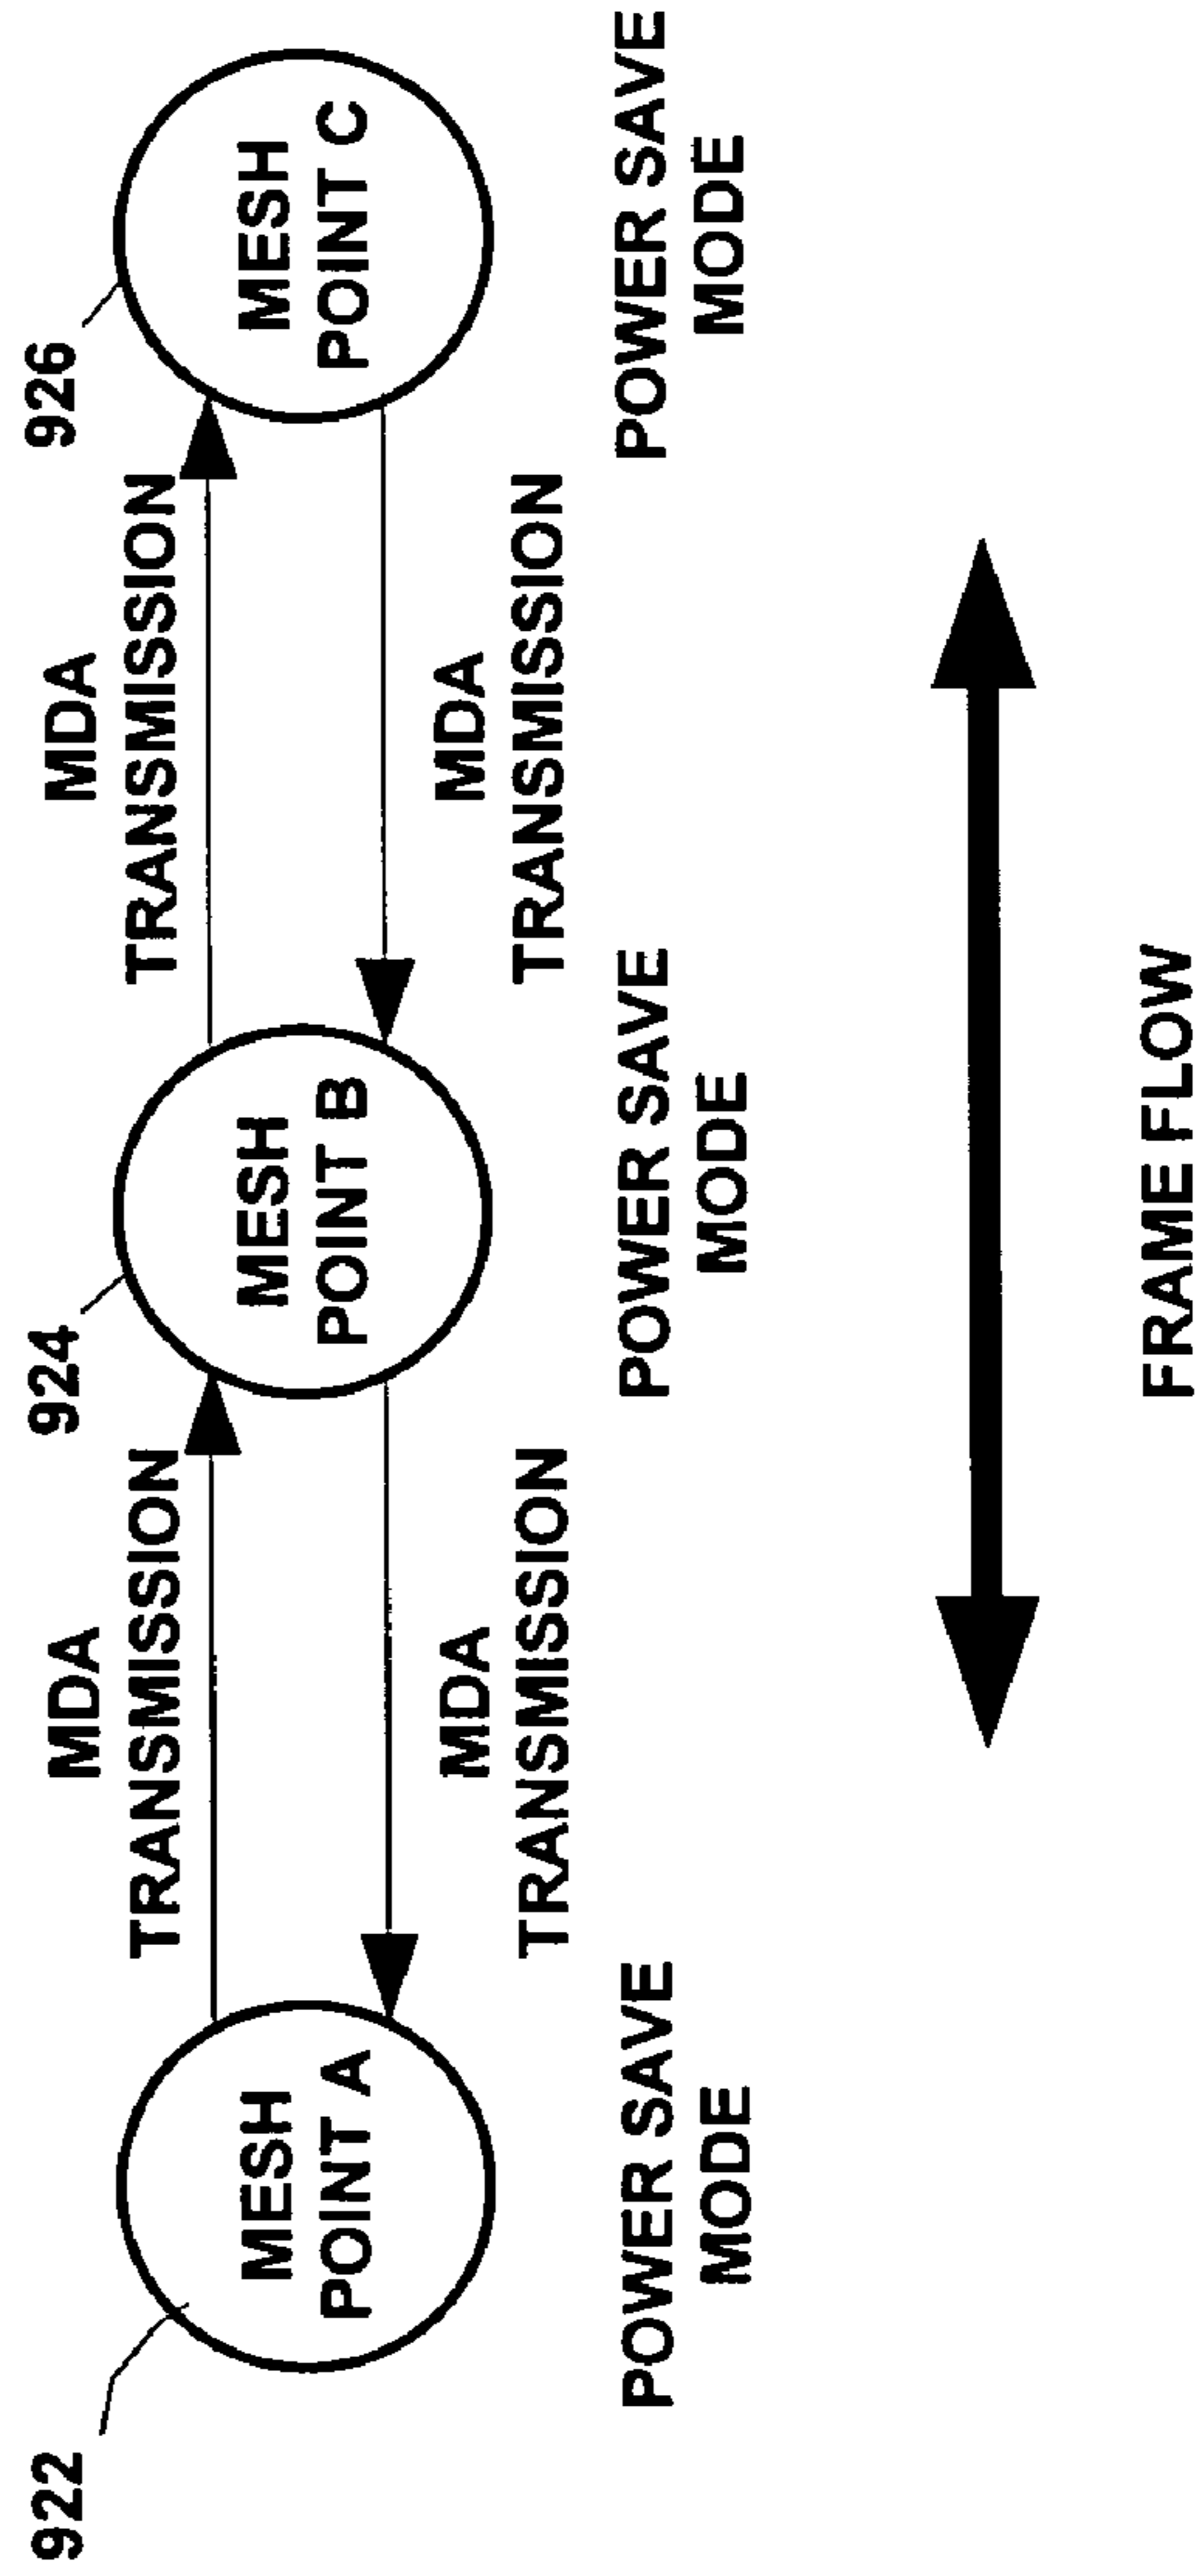 922
924
926
MDA
TRANSMISSION
MDA
TRANSMISSION
MESH
POINT A
MESH
POINT B
MESH
POINT C
MDA
TRANSMISSION
MDA
TRANSMISSION
POWER SAVE
MODE
POWER SAVE
MODE
POWER SAVE
MODE
FRAME FLOW